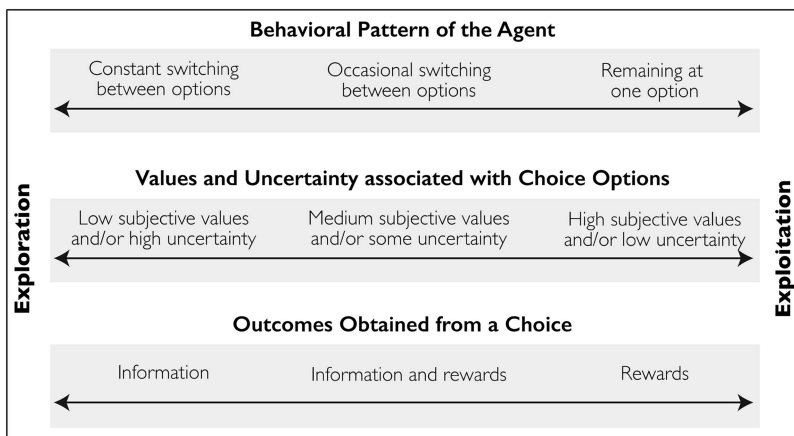 Behavioral Pattern of the Agent
Constant switching
between options
Occasional switching
between options
Remaining at
one option
Exploration
Values and Uncertainty associated with Choice Options
Low subjective values
and/or high uncertainty
Medium subjective values
and/or some uncertainty
High subjective values
and/or low uncertainty
Exploitation
Outcomes Obtained from a Choice
Information
Information and rewards
Rewards